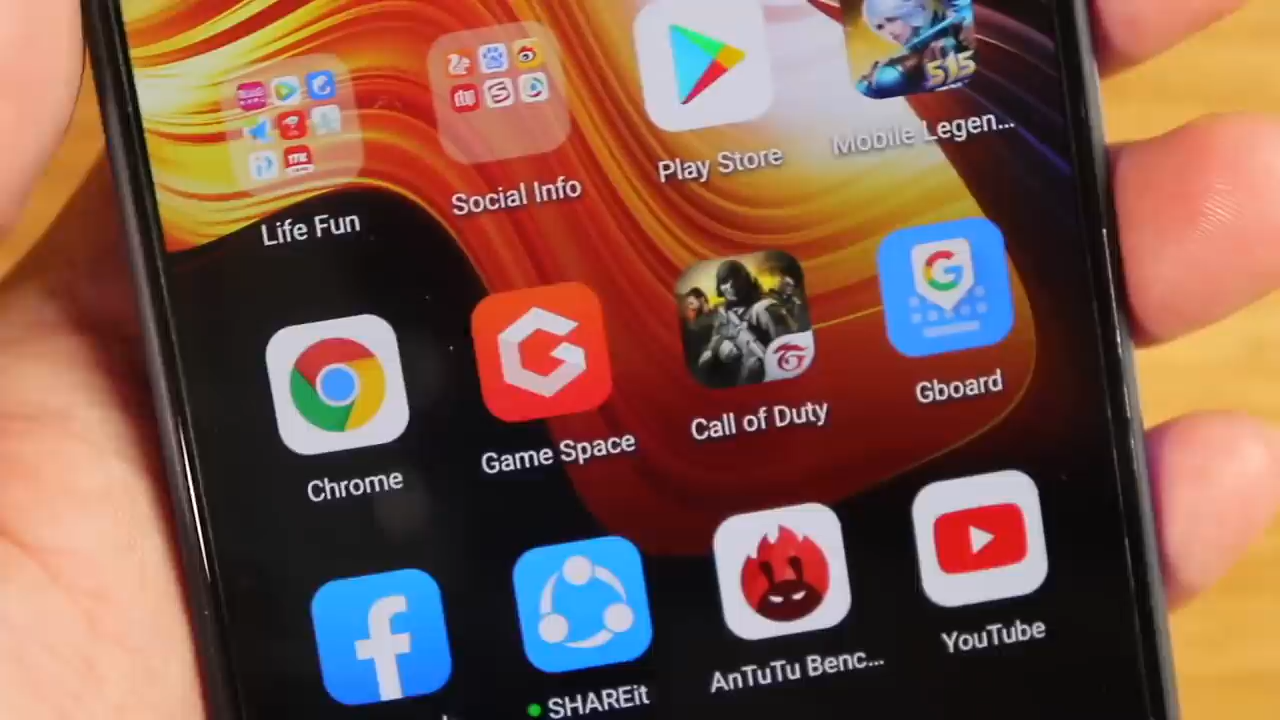 515
Life Fun
Social Info
Play Store
Mobile Legen...
Chrome
Game Space
Call of Duty
Gboard
SHAREit
AnTuTu Benc...
YouTube